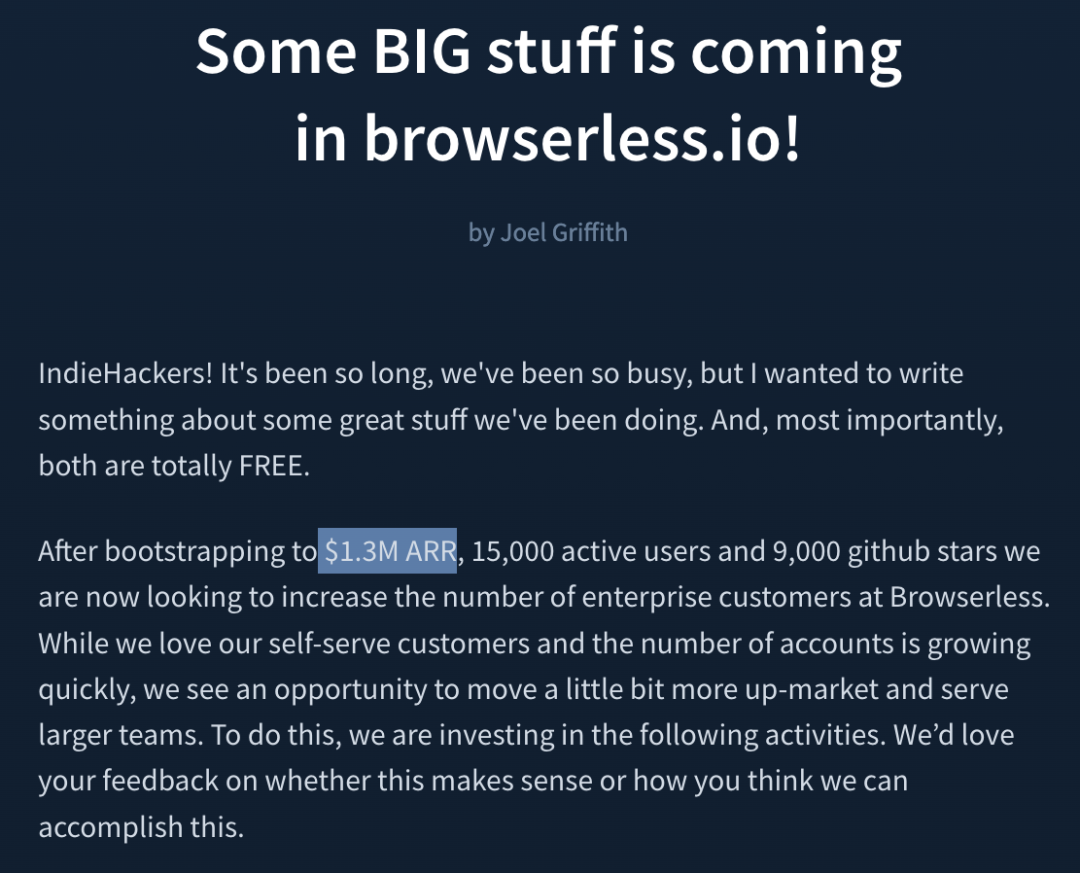 Some BIG stuff is coming
in browserless.io!
by Joel Griffith
IndieHackers! It's been so long, we've been so busy, but I wanted to write
something about some great stuff we've been doing. And, most importantly,
both are totally FREE.
After bootstrapping to $1.3M ARR, 15,000 active users and 9,000 github stars we
are now looking to increase the number of enterprise customers at Browserless.
While we love our self-serve customers and the number of accounts is growing
quickly, we see an opportunity to move a little bit more up-market and serve
larger teams. To do this, we are investing in the following activities. We’d love
your feedback on whether this makes sense or how you think we can
accomplish this.